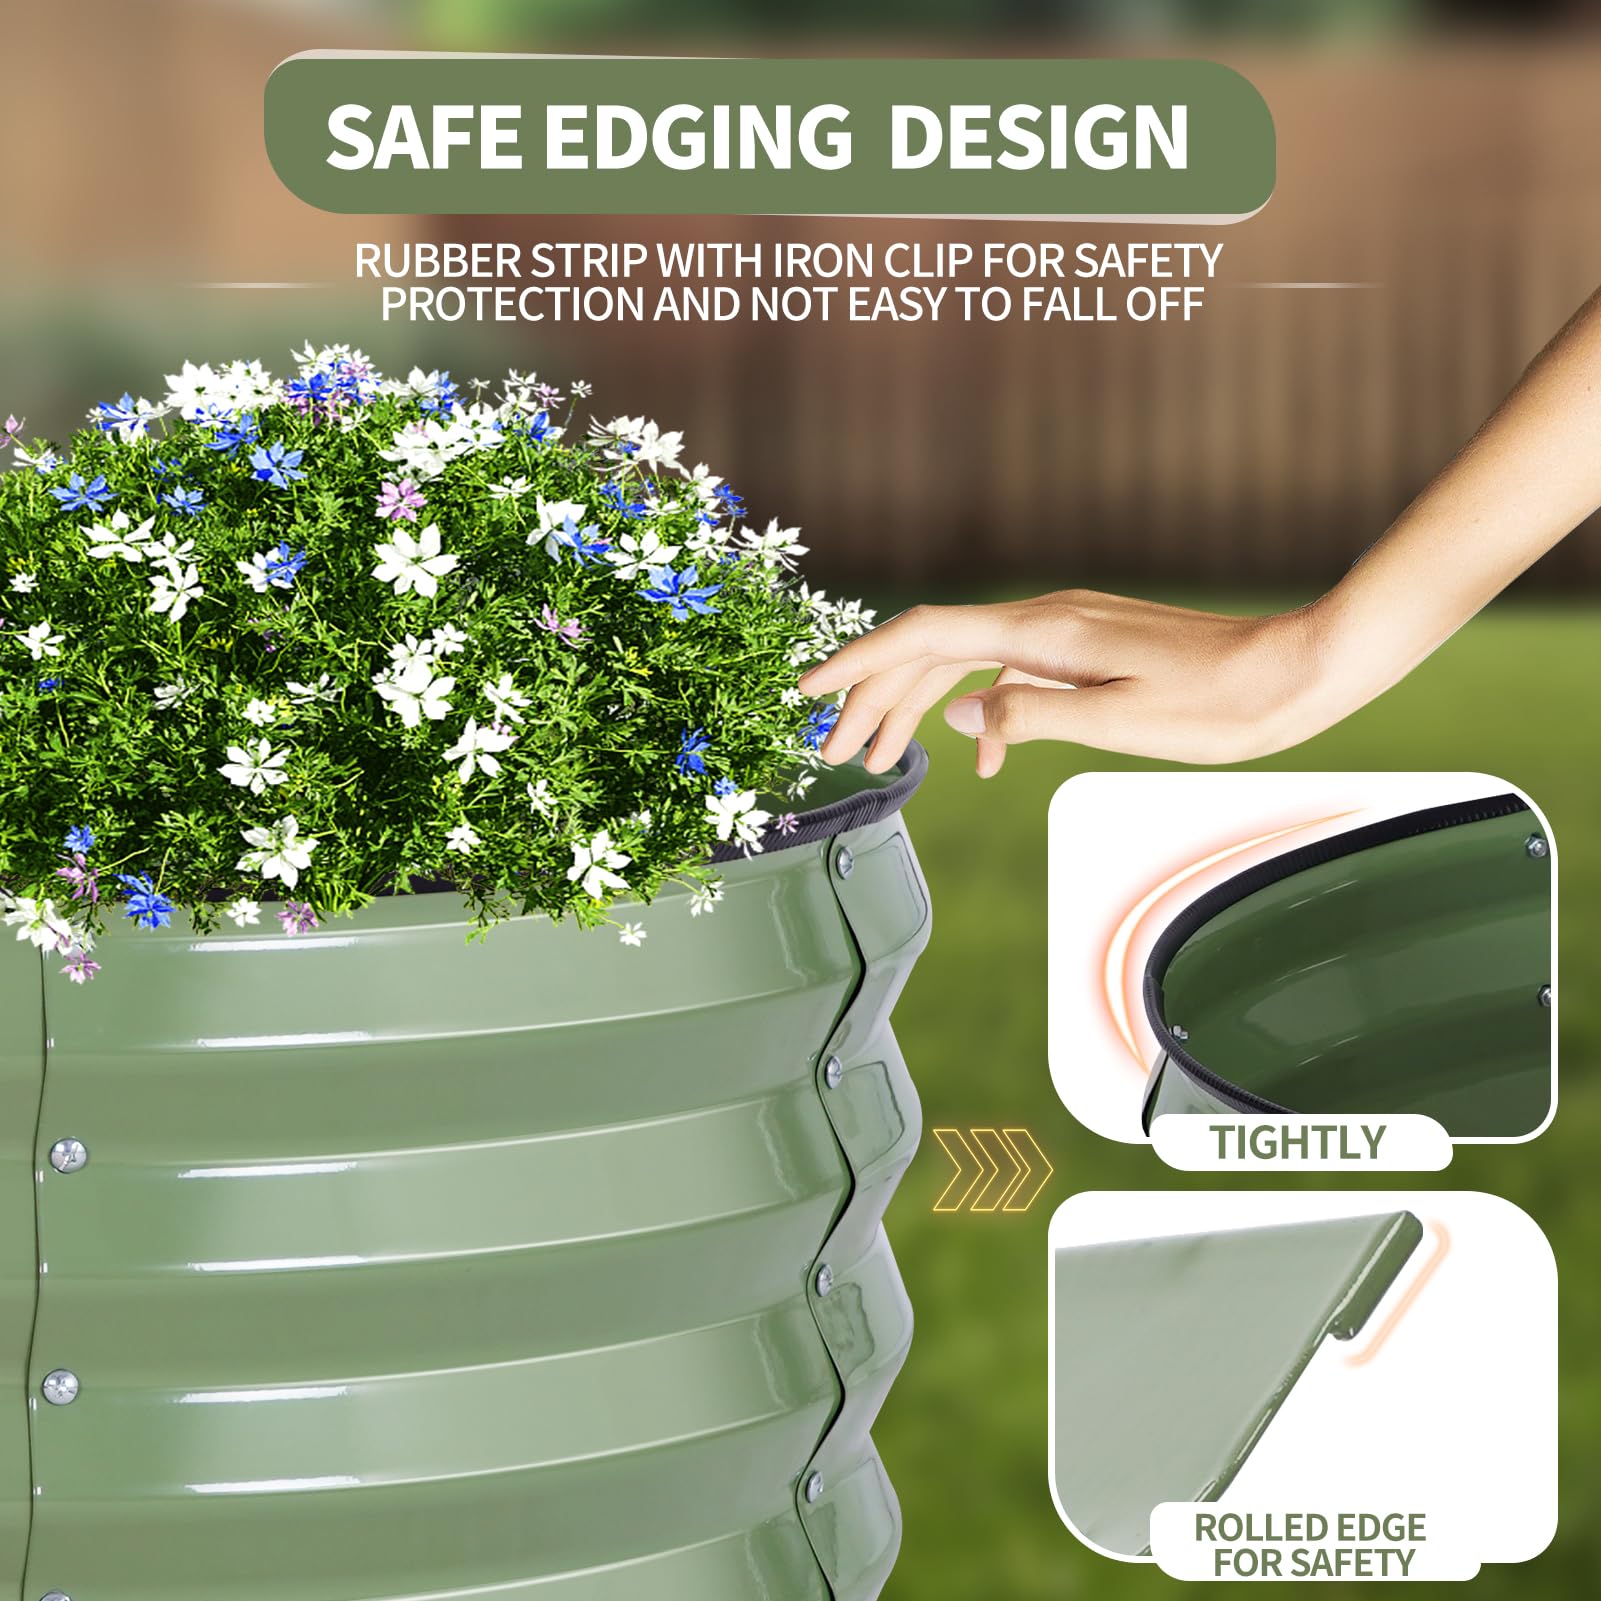 SAFE EDGING DESIGN
RUBBER STRIP WITH IRON CLIP FOR SAFETY
PROTECTION AND NOT EASY TO FALL OFF
TIGHTLY
ROLLED EDGE
FOR SAFETY